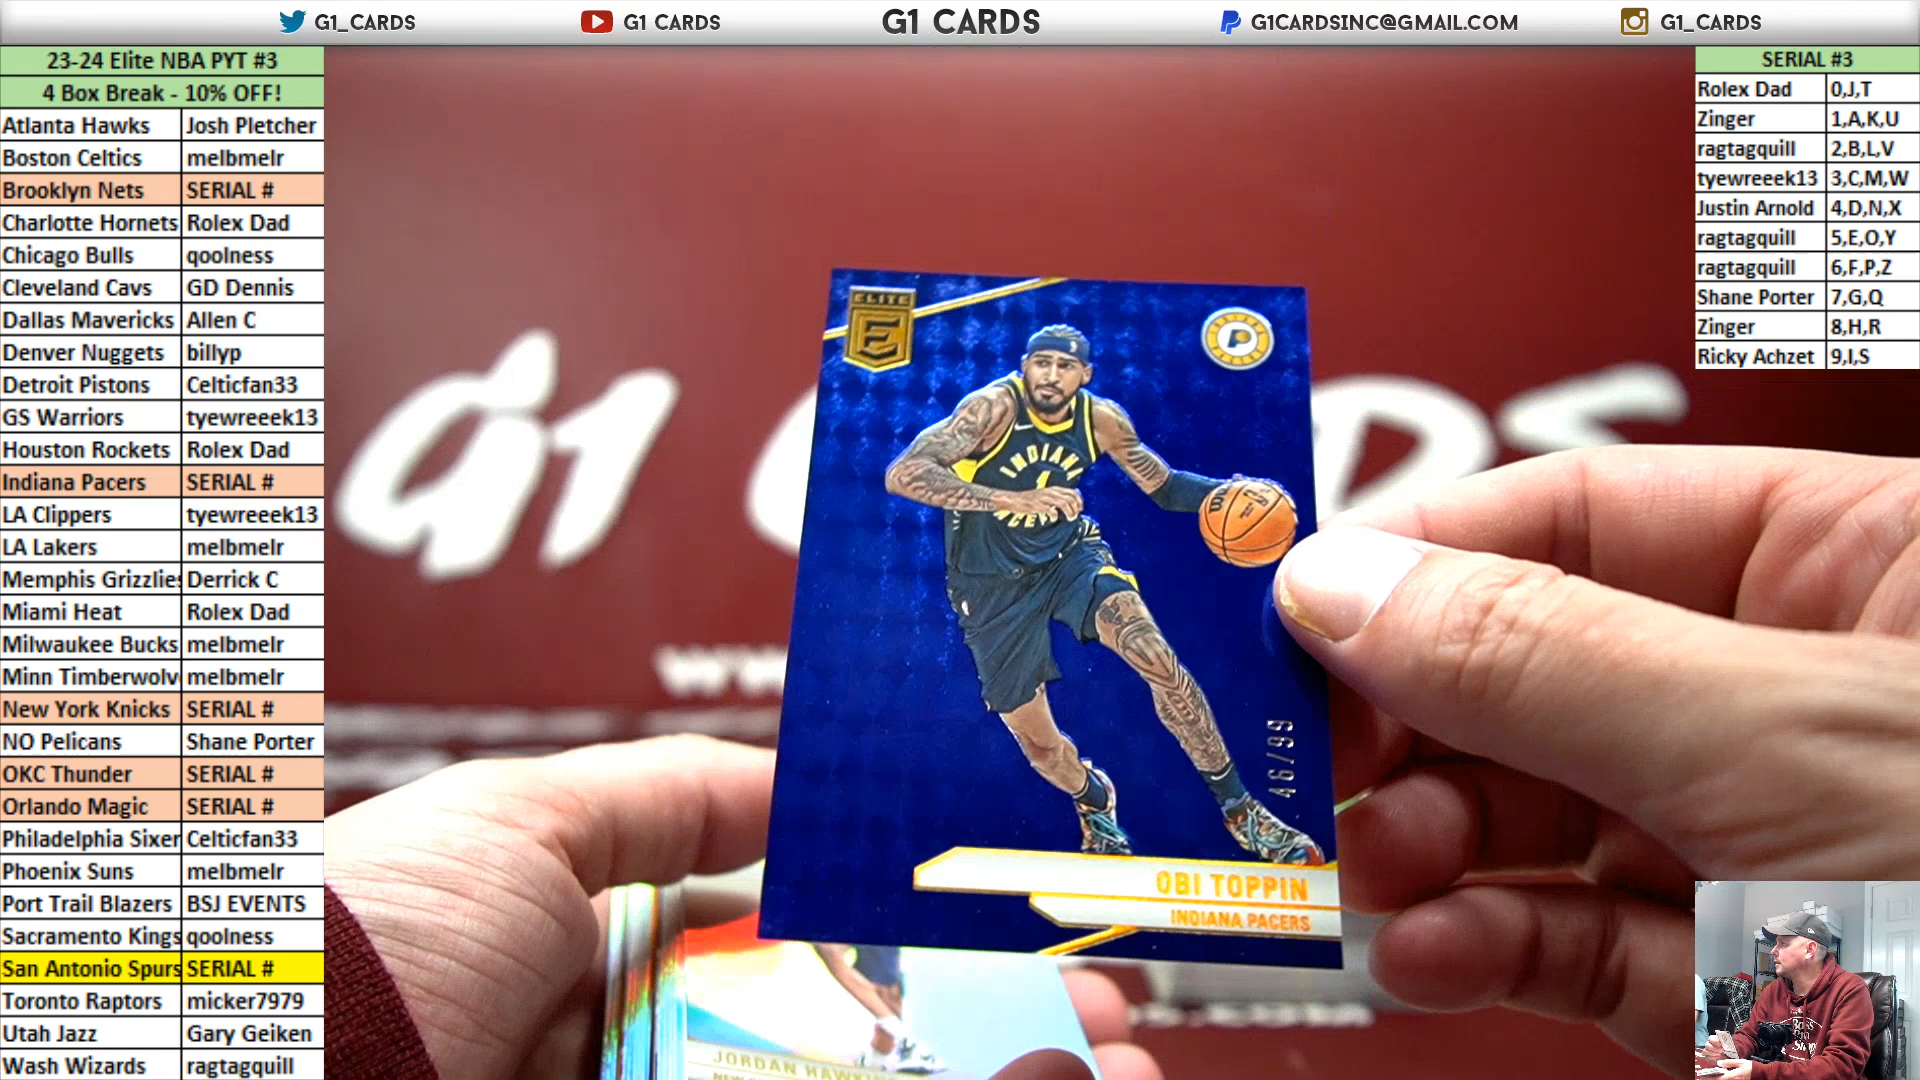 G1_CARDS
G1 CARDS
G1 CARDS
G1CARDSINC@GMAIL.COM
G1_CARDS
23-24 Elite NBA PYT #3
4 Box Break - 10% OFF!
Atlanta Hawks Josh Pletcher
Boston Celtics melbmelr
Brooklyn Nets SERIAL #
Charlotte Hornets Rolex Dad
Chicago Bulls qoolness
Cleveland Cavs GD Dennis
Dallas Mavericks Allen C
Denver Nuggets billyp
Detroit Pistons Celticfan33
GS Warriors tyewreeek13
Houston Rockets Rolex Dad
Indiana Pacers SERIAL #
LA Clippers tyewreeek13
LA Lakers melbmelr
Memphis Grizzlies Derrick C
Miami Heat Rolex Dad
Milwaukee Bucks melbmelr
Minn Timberwolv melbmelr
New York Knicks SERIAL #
NO Pelicans Shane Porter
OKC Thunder SERIAL #
Orlando Magic SERIAL #
Philadelphia Sixer Celticfan33
Phoenix Suns melbmelr
Port Trail Blazers BSJ EVENTS
Sacramento Kings qoolness
San Antonio Spurs SERIAL #
Toronto Raptors micker7979
Utah Jazz Gary Geiken
Wash Wizards ragtagquill
SERIAL #3
Rolex Dad 0,J,T
Zinger 1,A,K,U
ragtagquill 2,B,L,V
tyewreeek13 3,C,M,W
Justin Arnold 4,D,N,X
ragtagquill 5,E,O,Y
ragtagquill 6,F,P,Z
Shane Porter 7,G,Q
Zinger 8,H,R
Ricky Achzet 9,I,S
ELITE
E
INDIANA
1
46/99
OBI TOPPIN
INDIANA PACERS
G1
JORDAN HAWKINS